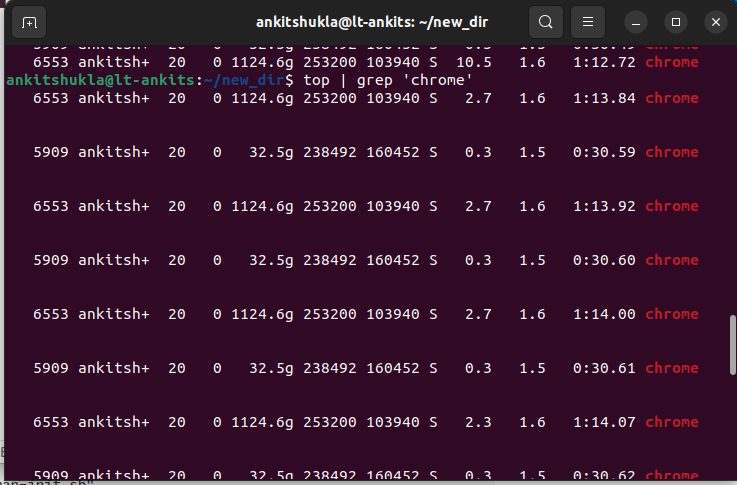 ankitshukla@lt-ankits: ~/new_dir
6553 ankitsh+ 20 0 1124.6g 253200 103940 S 10.5 1.6 1:12.72 chrome
ankitshukla@lt-ankits:~/new_dir$ top | grep 'chrome'
6553 ankitsh+ 20 0 1124.6g 253200 103940 S 2.7 1.6 1:13.84 chrome
5909 ankitsh+ 20 0 32.5g 238492 160452 S 0.3 1.5 0:30.59 chrome
6553 ankitsh+ 20 0 1124.6g 253200 103940 S 2.7 1.6 1:13.92 chrome
5909 ankitsh+ 20 0 32.5g 238492 160452 S 0.3 1.5 0:30.60 chrome
6553 ankitsh+ 20 0 1124.6g 253200 103940 S 2.7 1.6 1:14.00 chrome
5909 ankitsh+ 20 0 32.5g 238492 160452 S 0.3 1.5 0:30.61 chrome
6553 ankitsh+ 20 0 1124.6g 253200 103940 S 2.3 1.6 1:14.07 chrome
5909 ankitsh+ 20 0 32.5g 238492 160452 S 0.3 1.5 0:30.62 chrome